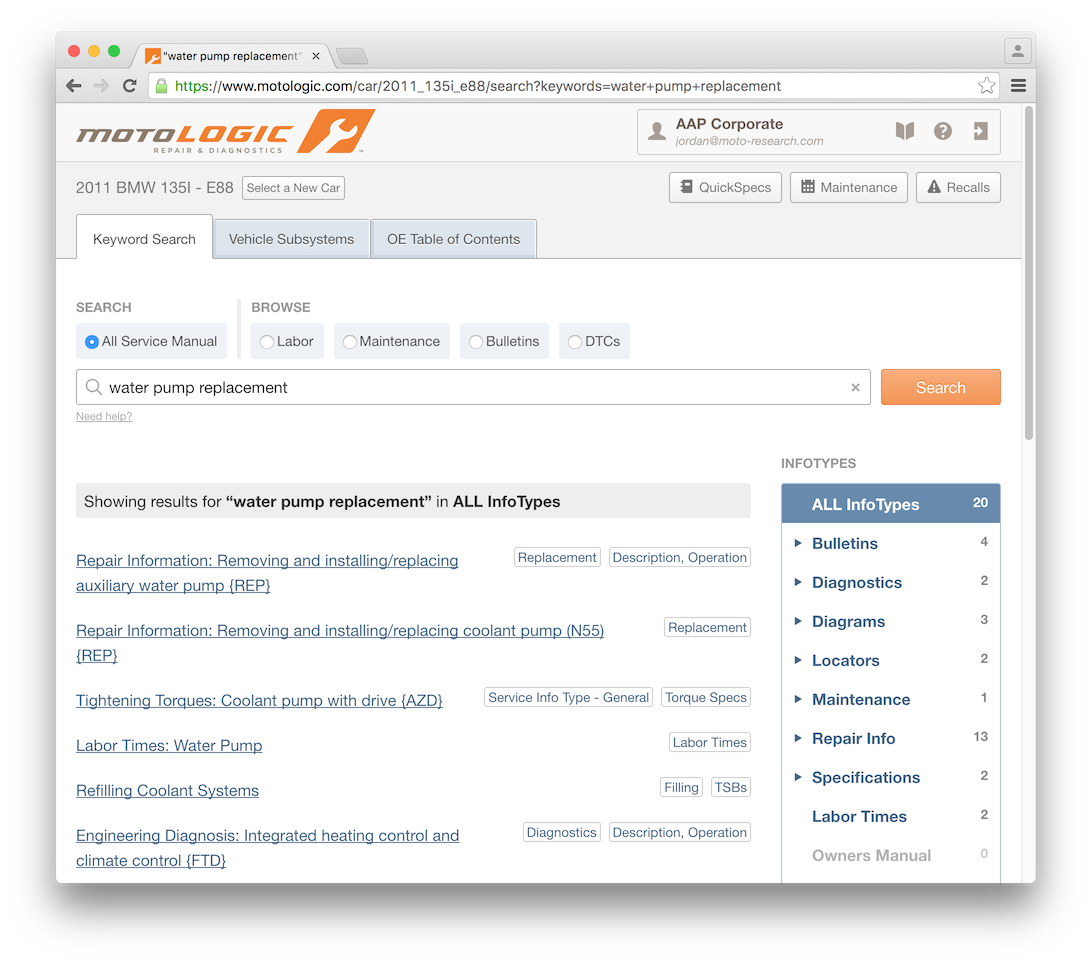 "water pump replacement"
https://www.motologic.com/car/2011_135i_e88/search?keywords=water+pump+replacement
MOTOLOGIC
REPAIR & DIAGNOSTICS
™
AAP Corporate
jordan@moto-research.com
2011 BMW 135I - E88
Select a New Car
QuickSpecs
Maintenance
Recalls
Keyword Search
Vehicle Subsystems
OE Table of Contents
SEARCH
BROWSE
All Service Manual
Labor
Maintenance
Bulletins
DTCs
water pump replacement
Search
Need help?
INFOTYPES
Showing results for “water pump replacement” in ALL InfoTypes
Repair Information: Removing and installing/replacing
auxiliary water pump {REP}
Replacement
Description, Operation
Repair Information: Removing and installing/replacing coolant pump (N55)
{REP}
Replacement
Tightening Torques: Coolant pump with drive {AZD}
Service Info Type - General
Torque Specs
Labor Times: Water Pump
Labor Times
Refilling Coolant Systems
Filling
TSBs
Engineering Diagnosis: Integrated heating control and
climate control {FTD}
Diagnostics
Description, Operation
ALL InfoTypes 20
Bulletins 4
Diagnostics 2
Diagrams 3
Locators 2
Maintenance 1
Repair Info 13
Specifications 2
Labor Times 2
Owners Manual 0